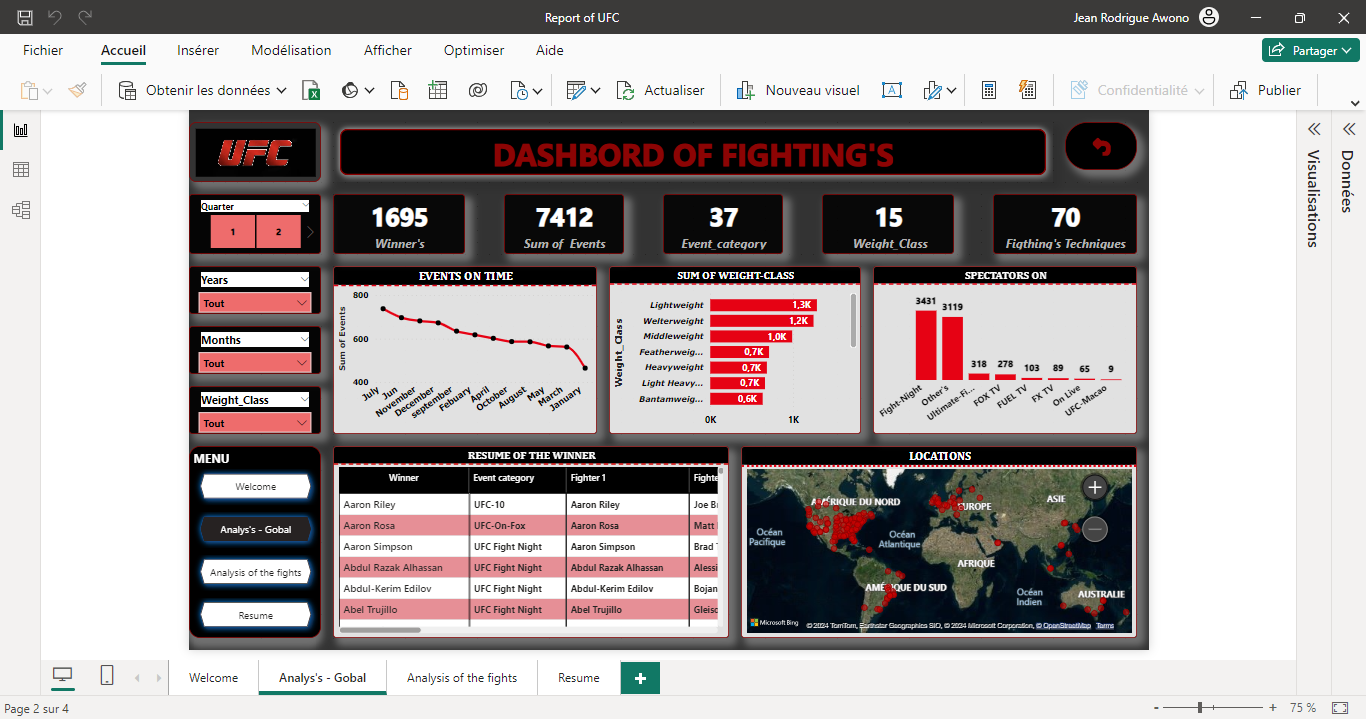 Report of UFC
Jean Rodrigue Awono
Fichier
Accueil
Insérer
Modélisation
Afficher
Optimiser
Aide
Partager
Obtenir les données
Actualiser
Nouveau visuel
Confidentialité
Publier
UFC
DASHBORD OF FIGHTING'S
Quarter
1
2
1695
Winner's
7412
Sum of Events
37
Event_category
15
Weight_Class
70
Figthing's Techniques
Years
Tout
Months
Tout
Weight_Class
Tout
EVENTS ON TIME
Sum of Events
800
600
400
July
Jun
November
December
september
Febuary
April
October
August
May
March
January
SUM OF WEIGHT-CLASS
Weight_Class
Lightweight 1,3K
Welterweight 1,2K
Middleweight 1,0K
Featherweig... 0,7K
Heavyweight 0,7K
Light Heavy... 0,7K
Bantamweig... 0,6K
0K 1K
SPECTATORS ON
3431
3119
318
278
103
89
65
9
Fight-Night
Other's
Ultimate-Fi...
FOX TV
FUEL TV
FX TV
On Live
UFC-Macao
MENU
Welcome
Analys's - Gobal
Analysis of the fights
Resume
RESUME OF THE WINNER
Winner Event category Fighter 1 Fighte
Aaron Riley UFC-10 Aaron Riley Joe B
Aaron Rosa UFC-On-Fox Aaron Rosa Matt
Aaron Simpson UFC Fight Night Aaron Simpson Brad T
Abdul Razak Alhassan UFC Fight Night Abdul Razak Alhassan Alessi
Abdul-Kerim Edilov UFC Fight Night Abdul-Kerim Edilov Bojan
Abel Trujillo UFC Fight Night Abel Trujillo Gleiso
LOCATIONS
AMÉRIQUE DU NORD
EUROPE
ASIE
Océan
Pacifique
Océan
Atlantique
AFRIQUE
AMÉRIQUE DU SUD
Océan
Indien
AUSTRALIE
Microsoft Bing
© 2024 TomTom, Earthstar Geographics SIO, © 2024 Microsoft Corporation, © OpenStreetMap Terms
Visualisations
Données
Welcome
Analys's - Gobal
Analysis of the fights
Resume
Page 2 sur 4
75 %